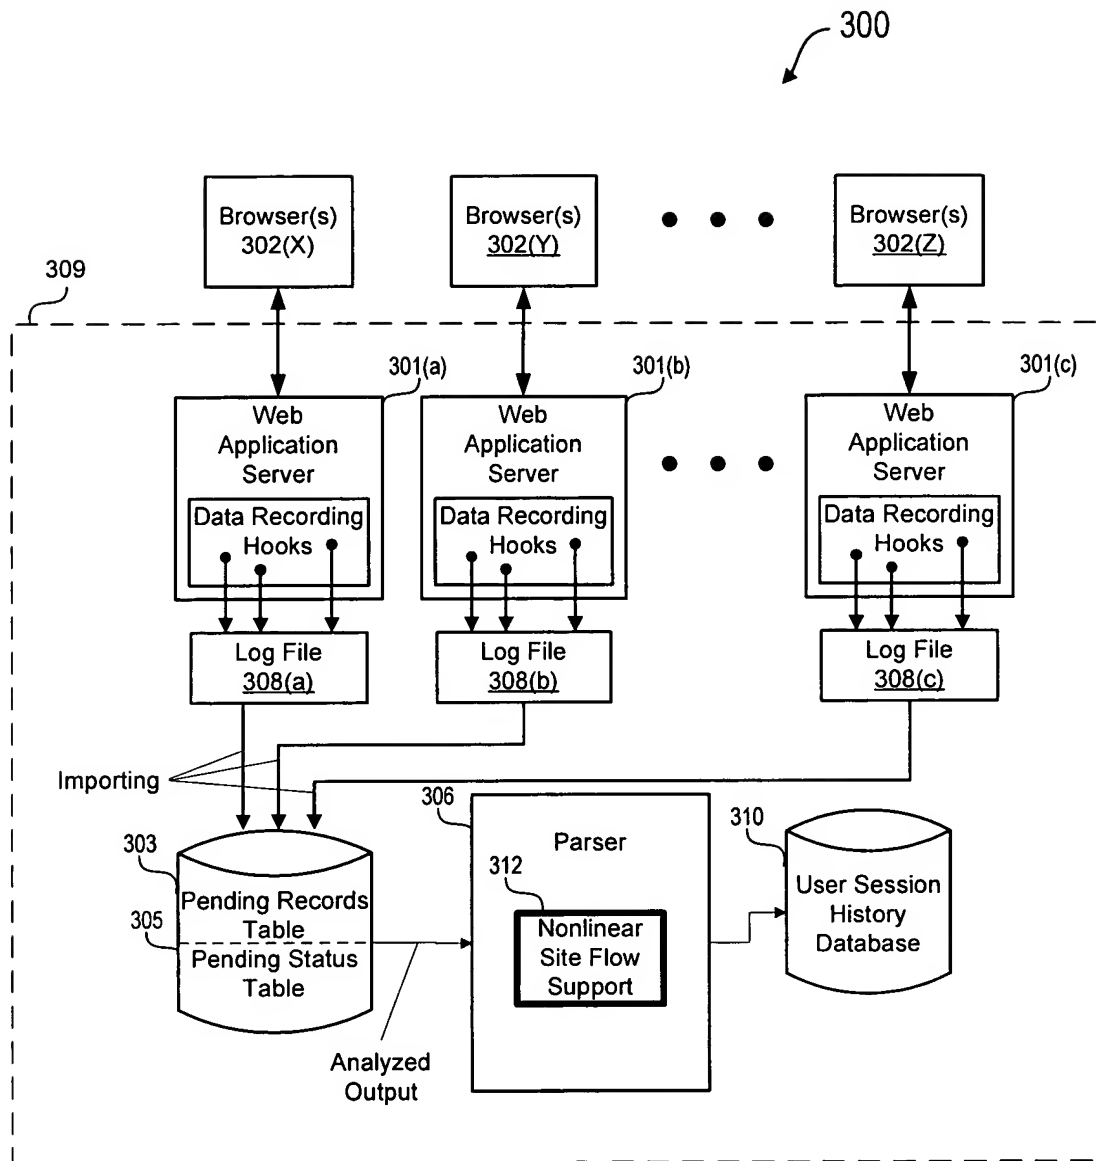 300
Browser(s)
302(X)
Browser(s)
302(Y)
Browser(s)
302(Z)
309
301(a)
301(b)
301(c)
Web
Application
Server
Data Recording
Hooks
Web
Application
Server
Data Recording
Hooks
Web
Application
Server
Data Recording
Hooks
Log File
308(a)
Log File
308(b)
Log File
308(c)
Importing
303
305
Pending Records
Table
Pending Status
Table
Analyzed
Output
306
Parser
312
Nonlinear
Site Flow
Support
310
User Session
History
Database